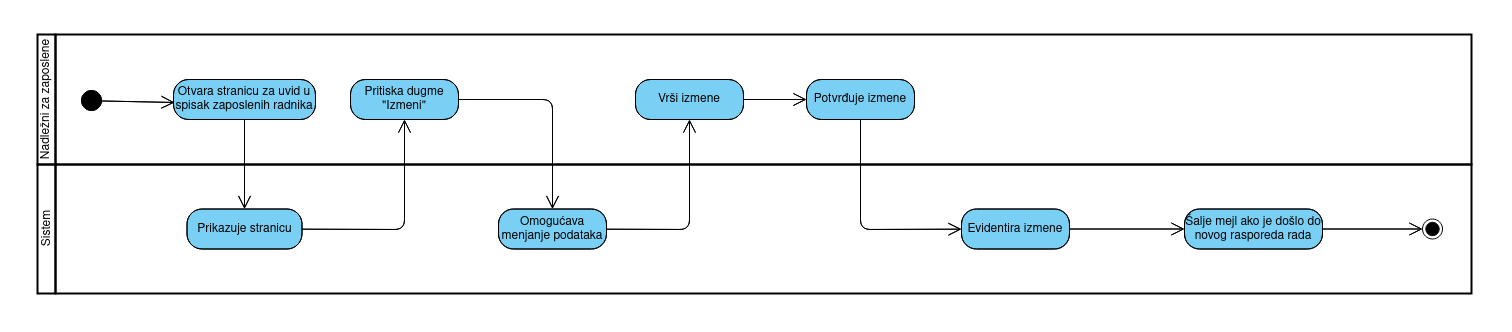 Nadležni za zaposlene
Otvara stranicu za uvid u
spisak zaposlenih radnika
Pritiska dugme
"Izmeni"
Vrši izmene
Potvrđuje izmene
Sistem
Prikazuje stranicu
Omogućava
menjanje podataka
Evidentira izmene
Šalje mejl ako je došlo do
novog rasporeda rada